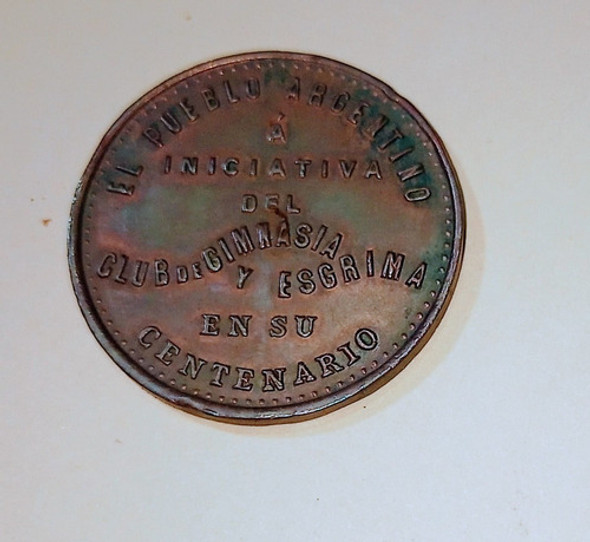 EL PUEBLO ARGENTINO
Á
INICIATIVA
DEL
CLUB DE GIMNASIA
Y ESGRIMA
EN SU
CENTENARIO